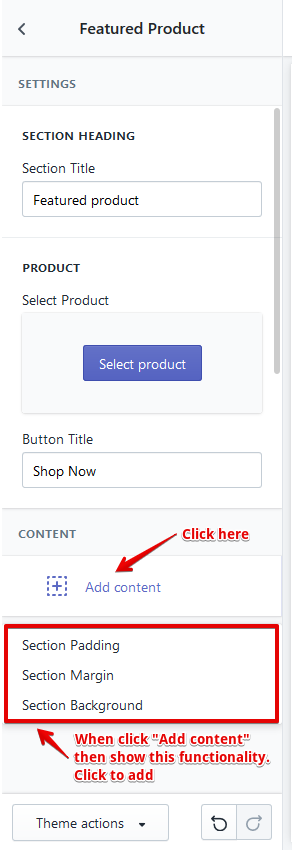 Featured Product
SETTINGS
SECTION HEADING
Section Title
Featured product
PRODUCT
Select Product
Select product
Button Title
Shop Now
CONTENT
Click here
Add content
Section Padding
Section Margin
Section Background
When click "Add content"
then show this functionality.
Click to add
Theme actions